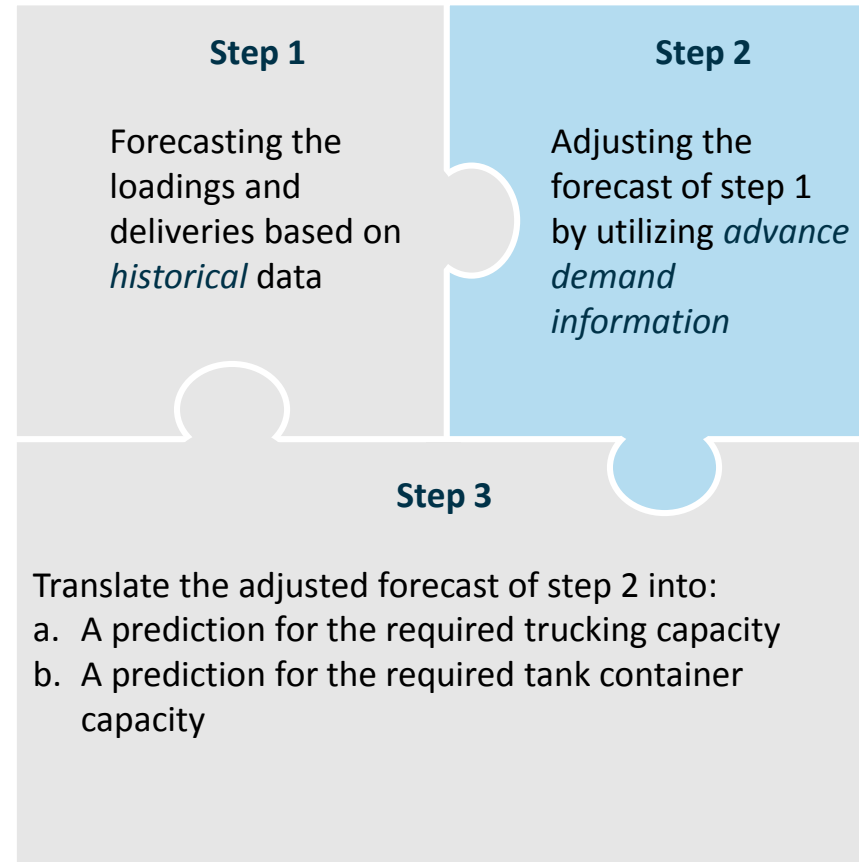 Step 1
Forecasting the
loadings and
deliveries based on
historical data
Step 2
Adjusting the
forecast of step 1
by utilizing advance
demand
information
Step 3
Translate the adjusted forecast of step 2 into:
a. A prediction for the required trucking capacity
b. A prediction for the required tank container
capacity